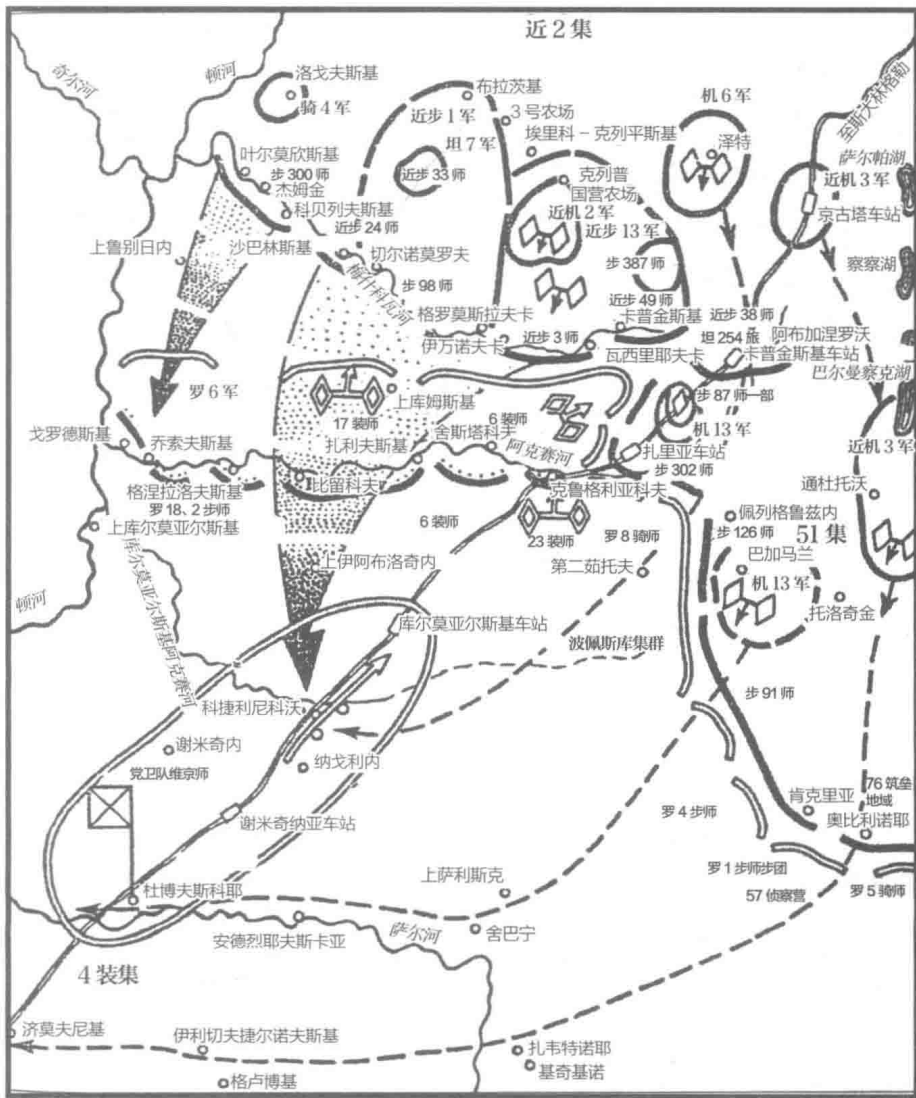 近2集
奇尔河
顿河
洛戈夫斯基
骑4军
布拉茨基
近步1军
3号农场
坦7军
埃里科－克列平斯基
机6军
泽特
至斯大林格勒
萨尔帕湖
叶尔莫欣斯基
步300师
杰姆金
近步33师
克列普
国营农场
近机2军
近机3军
京古塔车站
科贝列夫斯基
近步24师
近步13军
上鲁别日内
沙巴林斯基
切尔诺莫罗夫
步387师
察察湖
步98师
梅什科瓦河
近步49师
格罗莫斯拉夫卡
卡普金斯基
近步38师
伊万诺夫卡
近步3师
坦254旅
阿布加涅罗沃
瓦西里耶夫卡
卡普金斯基车站
巴尔曼察克湖
罗6军
17装师
上库姆斯基
6装师
步87师一部
机13军
近机3军
戈罗德斯基
乔索夫斯基
扎利夫斯基
舍斯塔科夫
阿克赛河
扎里亚车站
步302师
格涅拉洛夫斯基
比留科夫
克鲁格利亚科夫
通杜托沃
罗18、2步师
上库尔莫亚尔斯基
6装师
23装师
罗8骑师
佩列格鲁兹内
步126师
51集
上伊阿布洛奇内
第二茹托夫
巴加马兰
机13军
托洛奇金
顿河
库尔莫亚尔斯基阿克赛河
库尔莫亚尔斯基车站
波佩斯库集群
步91师
科捷利尼科沃
谢米奇内
纳戈利内
党卫队维京师
76筑垒
地域
肯克里亚
奥比利诺耶
谢米奇纳亚车站
罗4步师
罗1步师步团
上萨利斯克
57侦察营
罗5骑师
杜博夫斯科耶
安德烈耶夫斯卡亚
萨尔河
舍巴宁
4装集
济莫夫尼基
伊利切夫捷尔诺夫斯基
扎韦特诺耶
基奇基诺
格卢博基